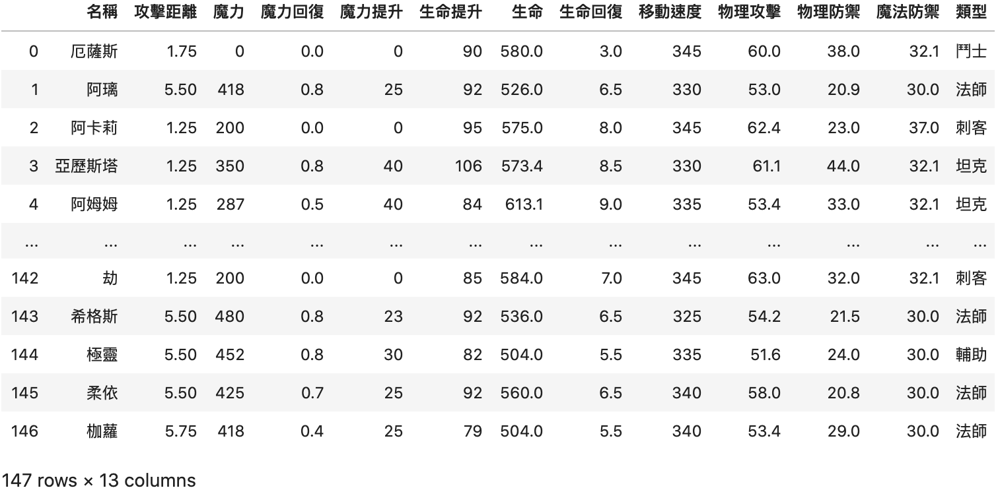 名稱 攻擊距離 魔力 魔力回復 魔力提升 生命提升 生命 生命回復 移動速度 物理攻擊 物理防禦 魔法防禦 類型
0 厄薩斯 1.75 0 0.0 0 90 580.0 3.0 345 60.0 38.0 32.1 鬥士
1 阿璃 5.50 418 0.8 25 92 526.0 6.5 330 53.0 20.9 30.0 法師
2 阿卡莉 1.25 200 0.0 0 95 575.0 8.0 345 62.4 23.0 37.0 刺客
3 亞歷斯塔 1.25 350 0.8 40 106 573.4 8.5 330 61.1 44.0 32.1 坦克
4 阿姆姆 1.25 287 0.5 40 84 613.1 9.0 335 53.4 33.0 32.1 坦克
... ... ... ... ... ... ... ... ... ... ... ... ... ...
142 劫 1.25 200 0.0 0 85 584.0 7.0 345 63.0 32.0 32.1 刺客
143 希格斯 5.50 480 0.8 23 92 536.0 6.5 325 54.2 21.5 30.0 法師
144 極靈 5.50 452 0.8 30 82 504.0 5.5 335 51.6 24.0 30.0 輔助
145 柔依 5.50 425 0.7 25 92 560.0 6.5 340 58.0 20.8 30.0 法師
146 枷蘿 5.75 418 0.4 25 79 504.0 5.5 340 53.4 29.0 30.0 法師
147 rows × 13 columns